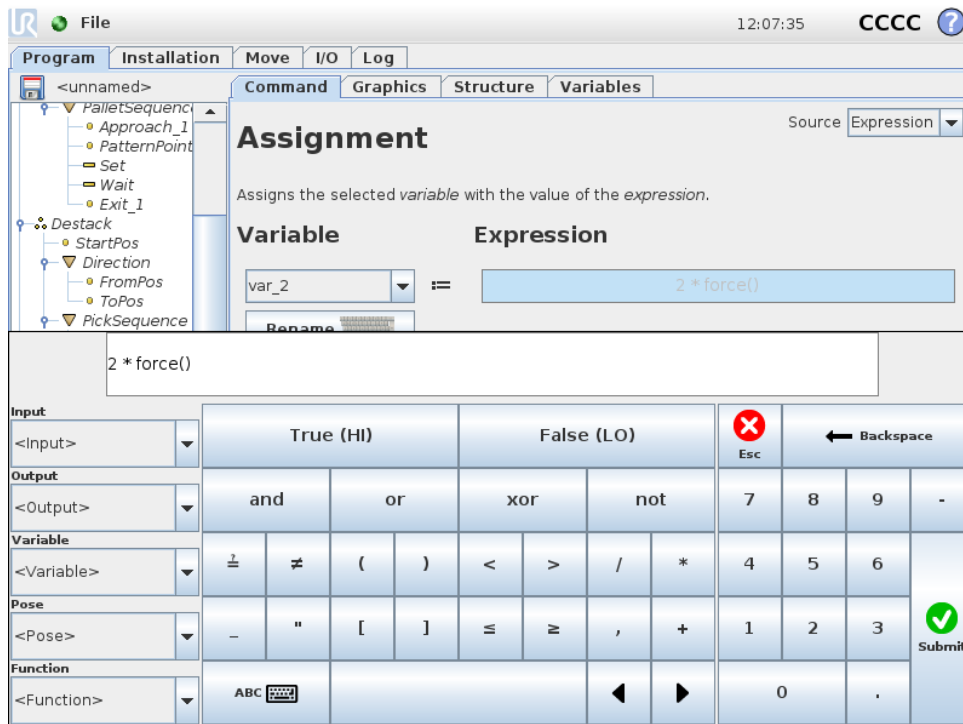 UR File 12:07:35 CCCC ?
Program Installation Move I/O Log
<unnamed> Command Graphics Structure Variables
PalletSequence
Approach_1
PatternPoint
Set
Wait
Exit_1
Destack
StartPos
Direction
FromPos
ToPos
PickSequence
Source Expression
Assignment
Assigns the selected variable with the value of the expression.
Variable Expression
var_2 := 2 * force()
Rename
2 * force()
Input
<Input> True (HI) False (LO) Esc Backspace
Output
<Output> and or xor not 7 8 9 -
Variable
<Variable> ≟ ≠ ( ) < > / * 4 5 6
Pose
<Pose> _ " [ ] ≤ ≥ , + 1 2 3 Submit
Function
<Function> ABC 0 .